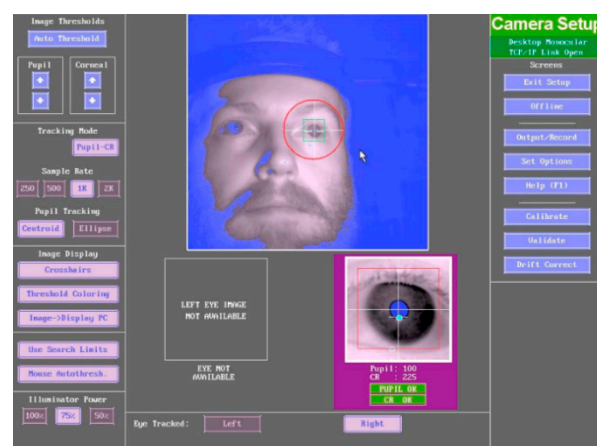 Image Thresholds
Auto Threshold
Pupil
Corneal
Tracking Mode
Pupil-CR
Sample Rate
250 500 1K 2K
Pupil Tracking
Centroid Ellipse
Image Display
Crosshairs
Threshold Coloring
Image->Display PC
Use Search Limits
Mouse Autothresh.
Illuminator Power
100% 75% 50%
LEFT EYE IMAGE
NOT AVAILABLE
EYE NOT
AVAILABLE
Pupil: 100
CR : 225
PUPIL OK
CR OK
Eye Tracked: Left Right
Camera Setup
Desktop Monocular
TCP/IP Link Open
Screens
Exit Setup
Offline
Output/Record
Set Options
Help (F1)
Calibrate
Validate
Drift Correct